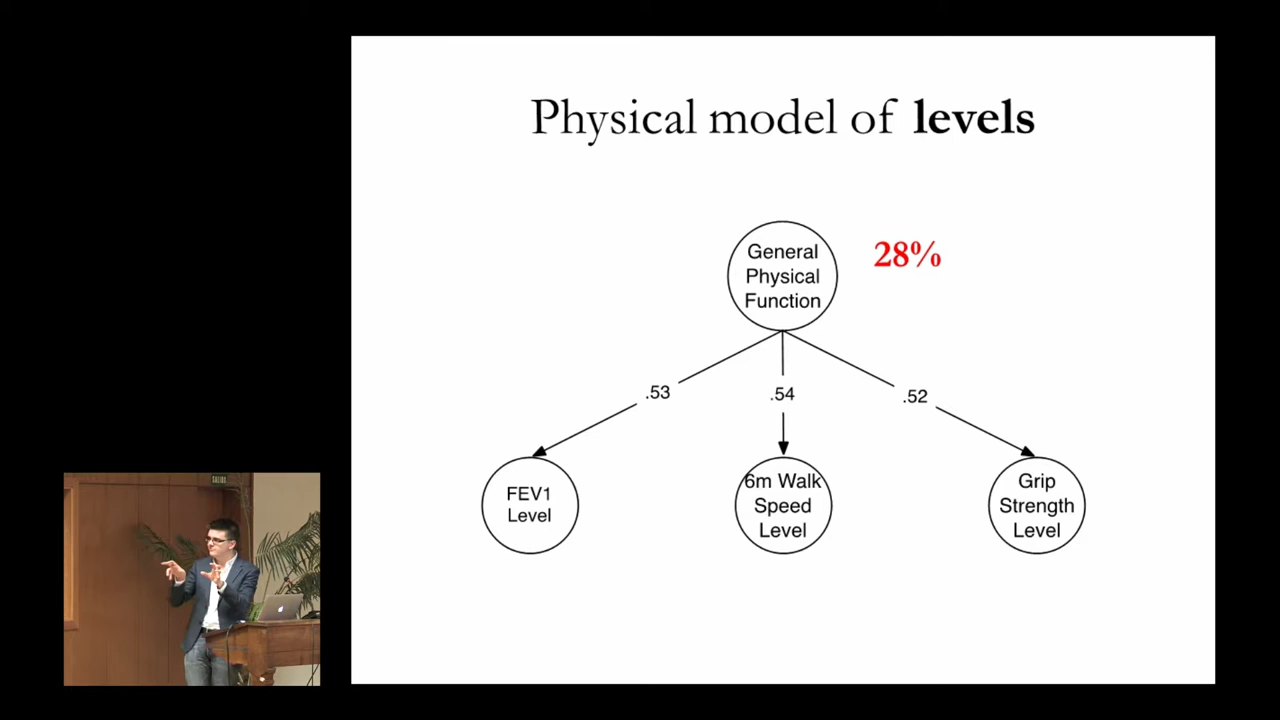 Physical model of levels
General
Physical
Function
28%
.53
.54
.52
FEV1
Level
6m Walk
Speed
Level
Grip
Strength
Level
SALIDA